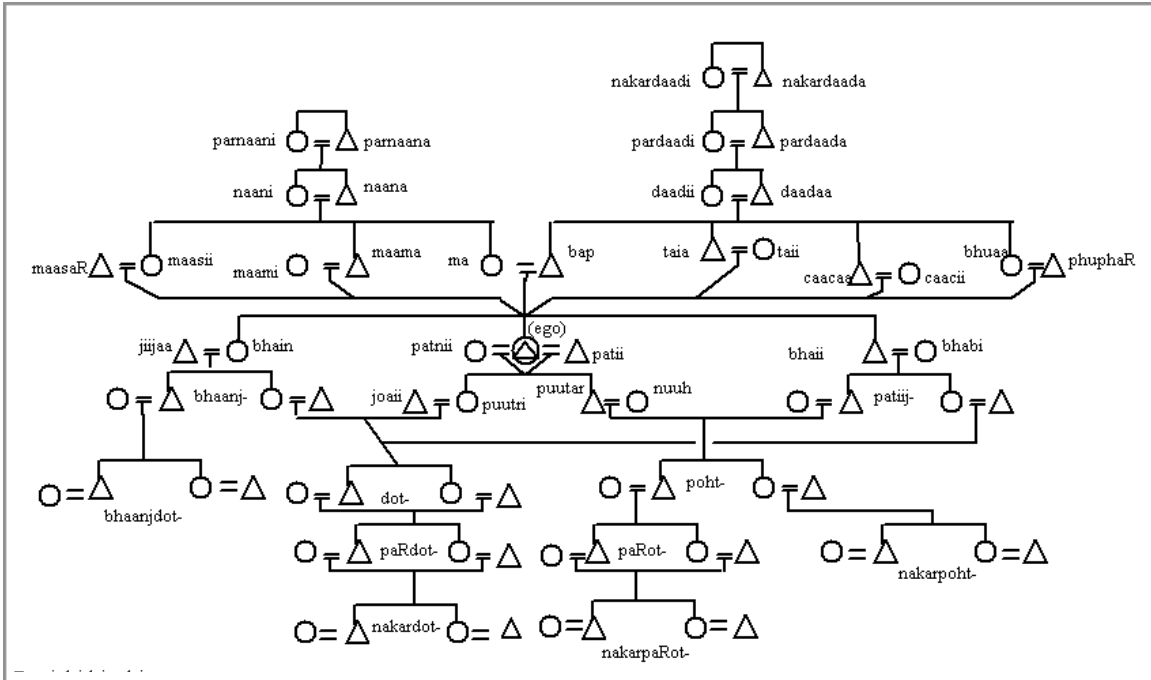 nakardaadi nakardaada
parnaani parnaana pardaadi pardaada
naani naana daadii daadaa
maasaR maasii maami maama ma bap taia taii caacaa caacii bhuaa phuphaR
(ego)
jiijaa bhain patnii patii bhaii bhabi
bhaanj- joaii puutri puutar nuuh patiij-
bhaanjdot- dot- poht-
paRdot- paRot- nakarpoht-
nakardot- nakarpaRot-